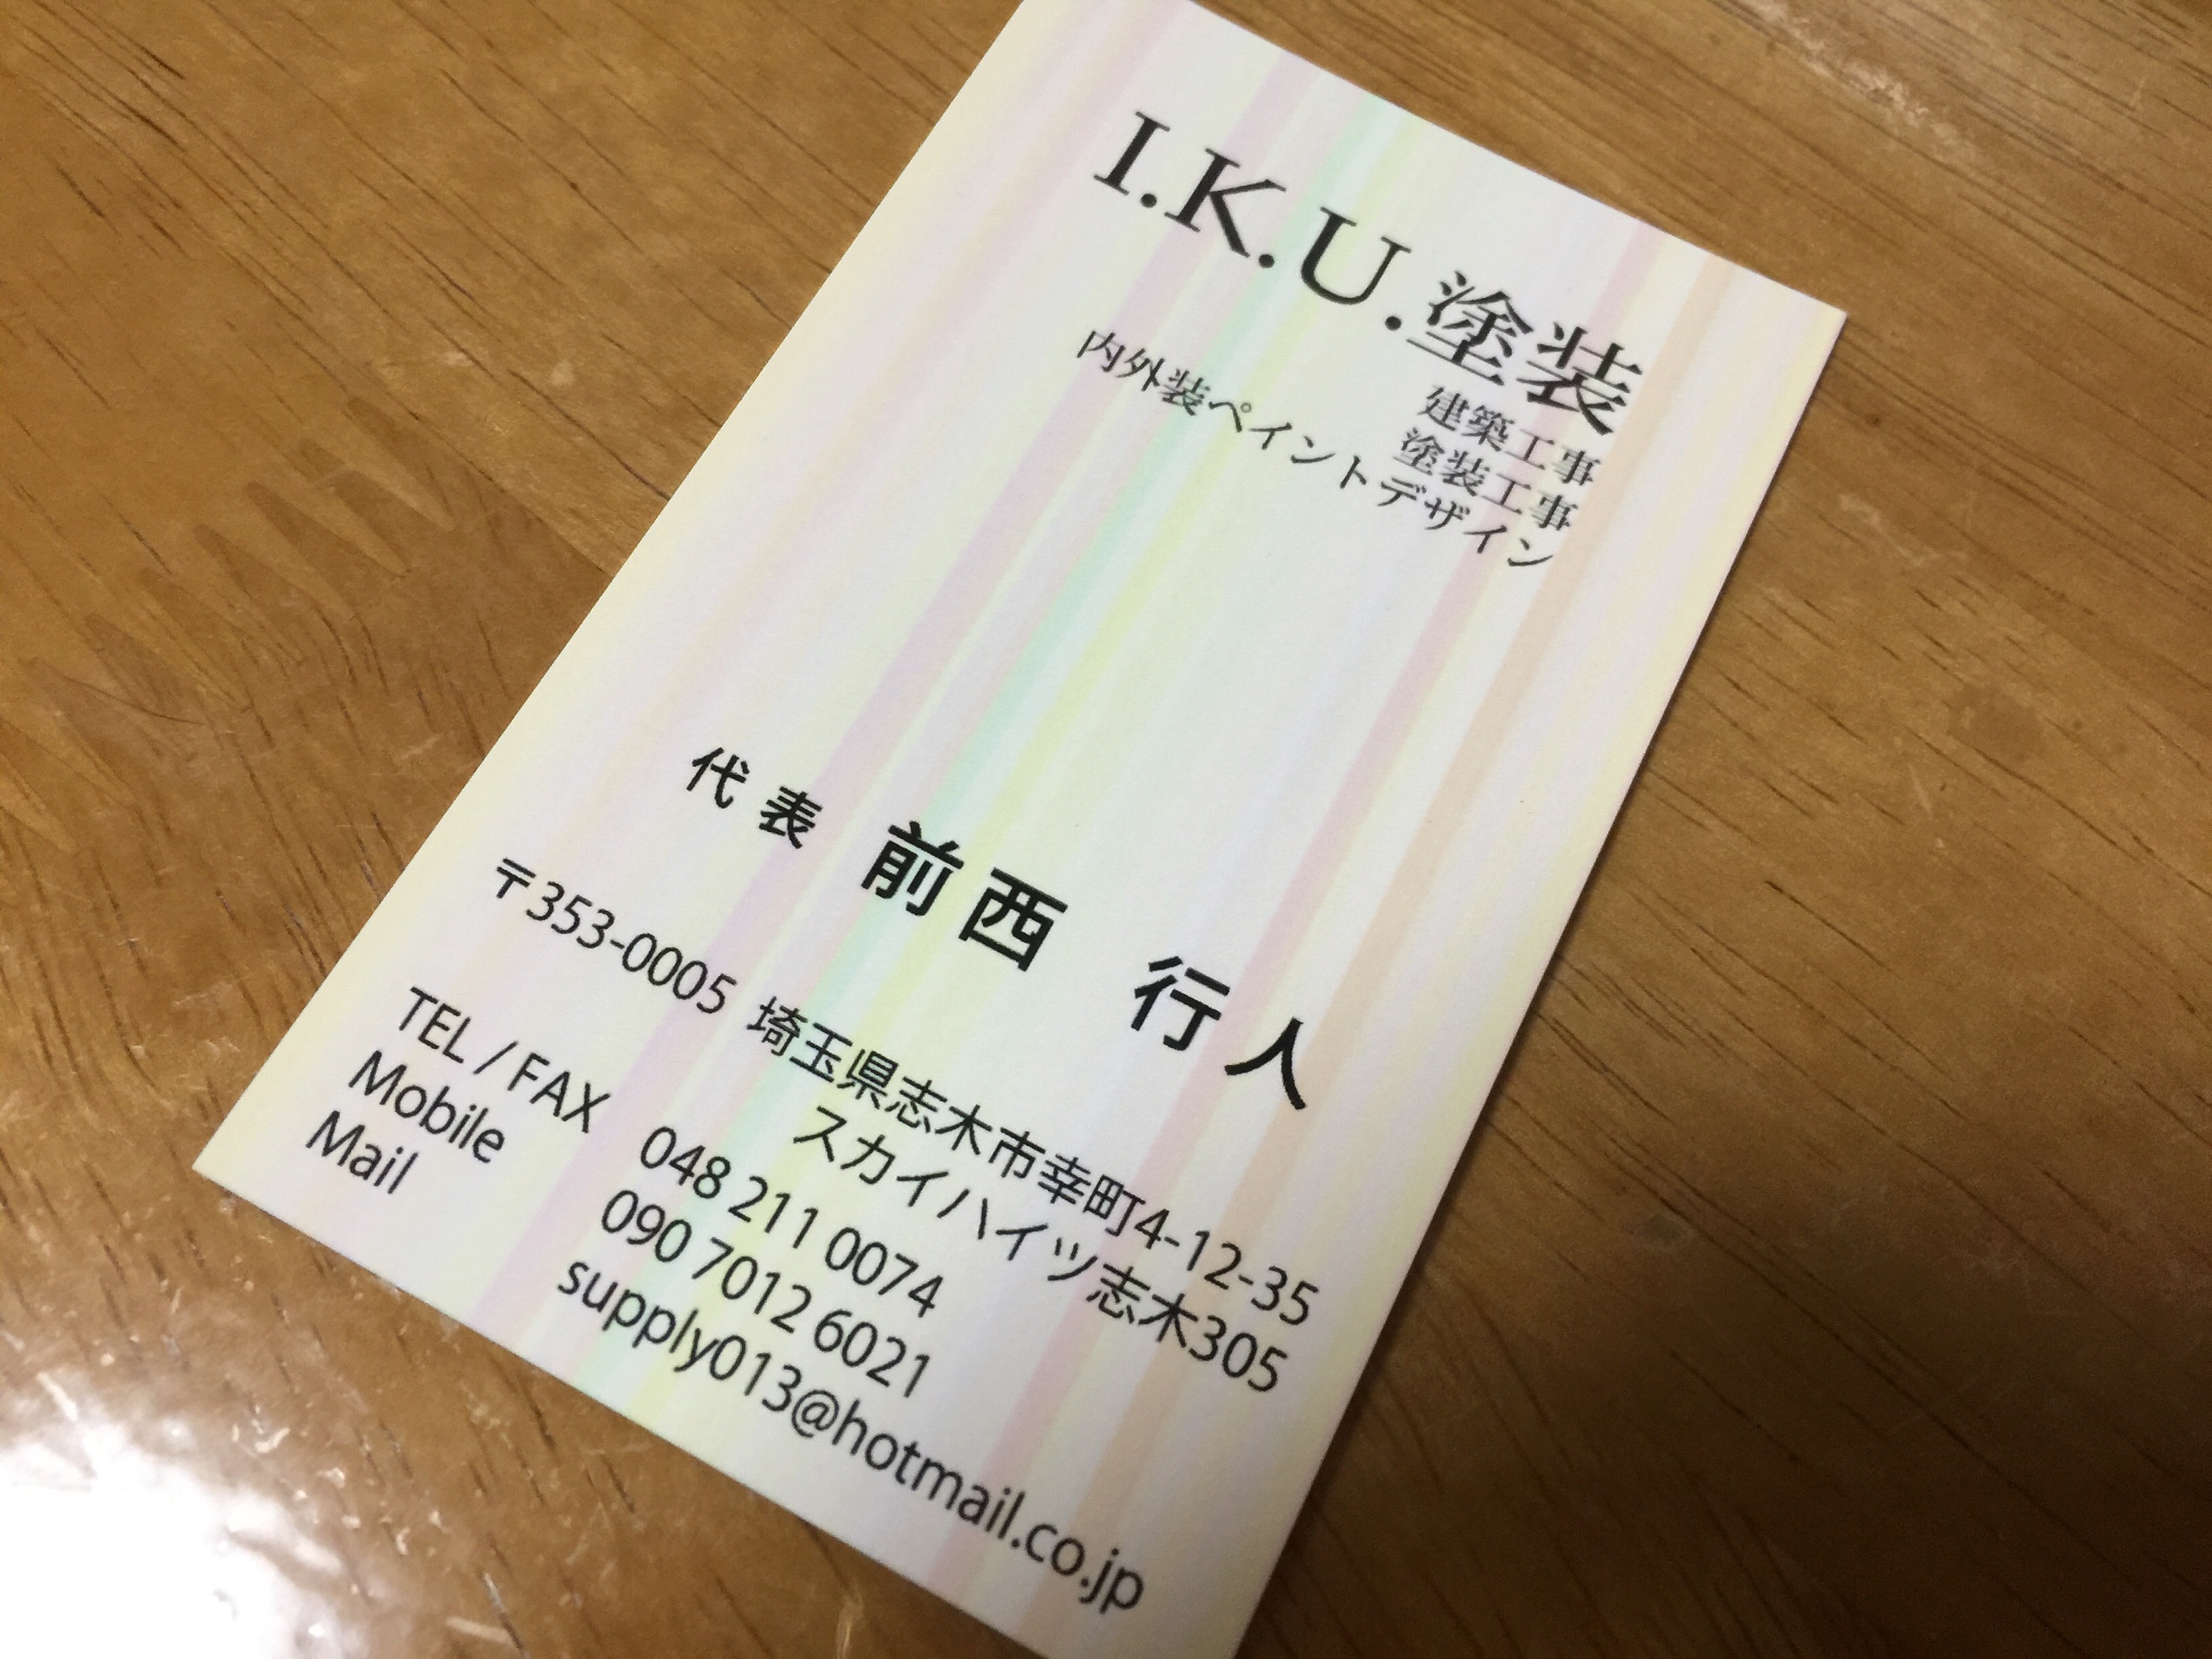 I.K.U.塗装
建築工事
塗装工事
内外装ペイントデザイン
代表 前西 行人
〒353-0005 埼玉県志木市幸町4-12-35
スカイハイツ志木305
TEL / FAX 048 211 0074
Mobile 090 7012 6021
Mail supply013@hotmail.co.jp